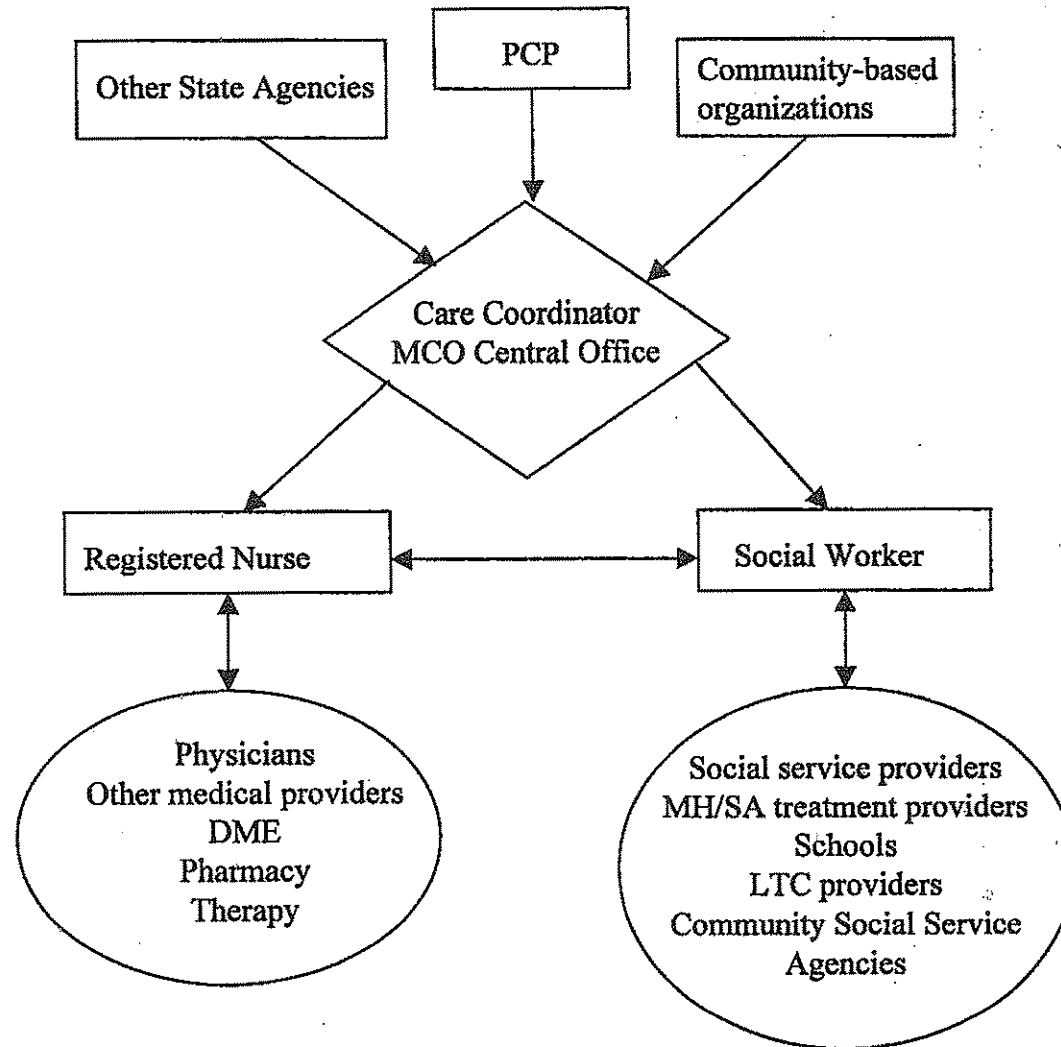 Other State Agencies
PCP
Community-based
organizations
Care Coordinator
MCO Central Office
Registered Nurse
Social Worker
Physicians
Other medical providers
DME
Pharmacy
Therapy
Social service providers
MH/SA treatment providers
Schools
LTC providers
Community Social Service
Agencies